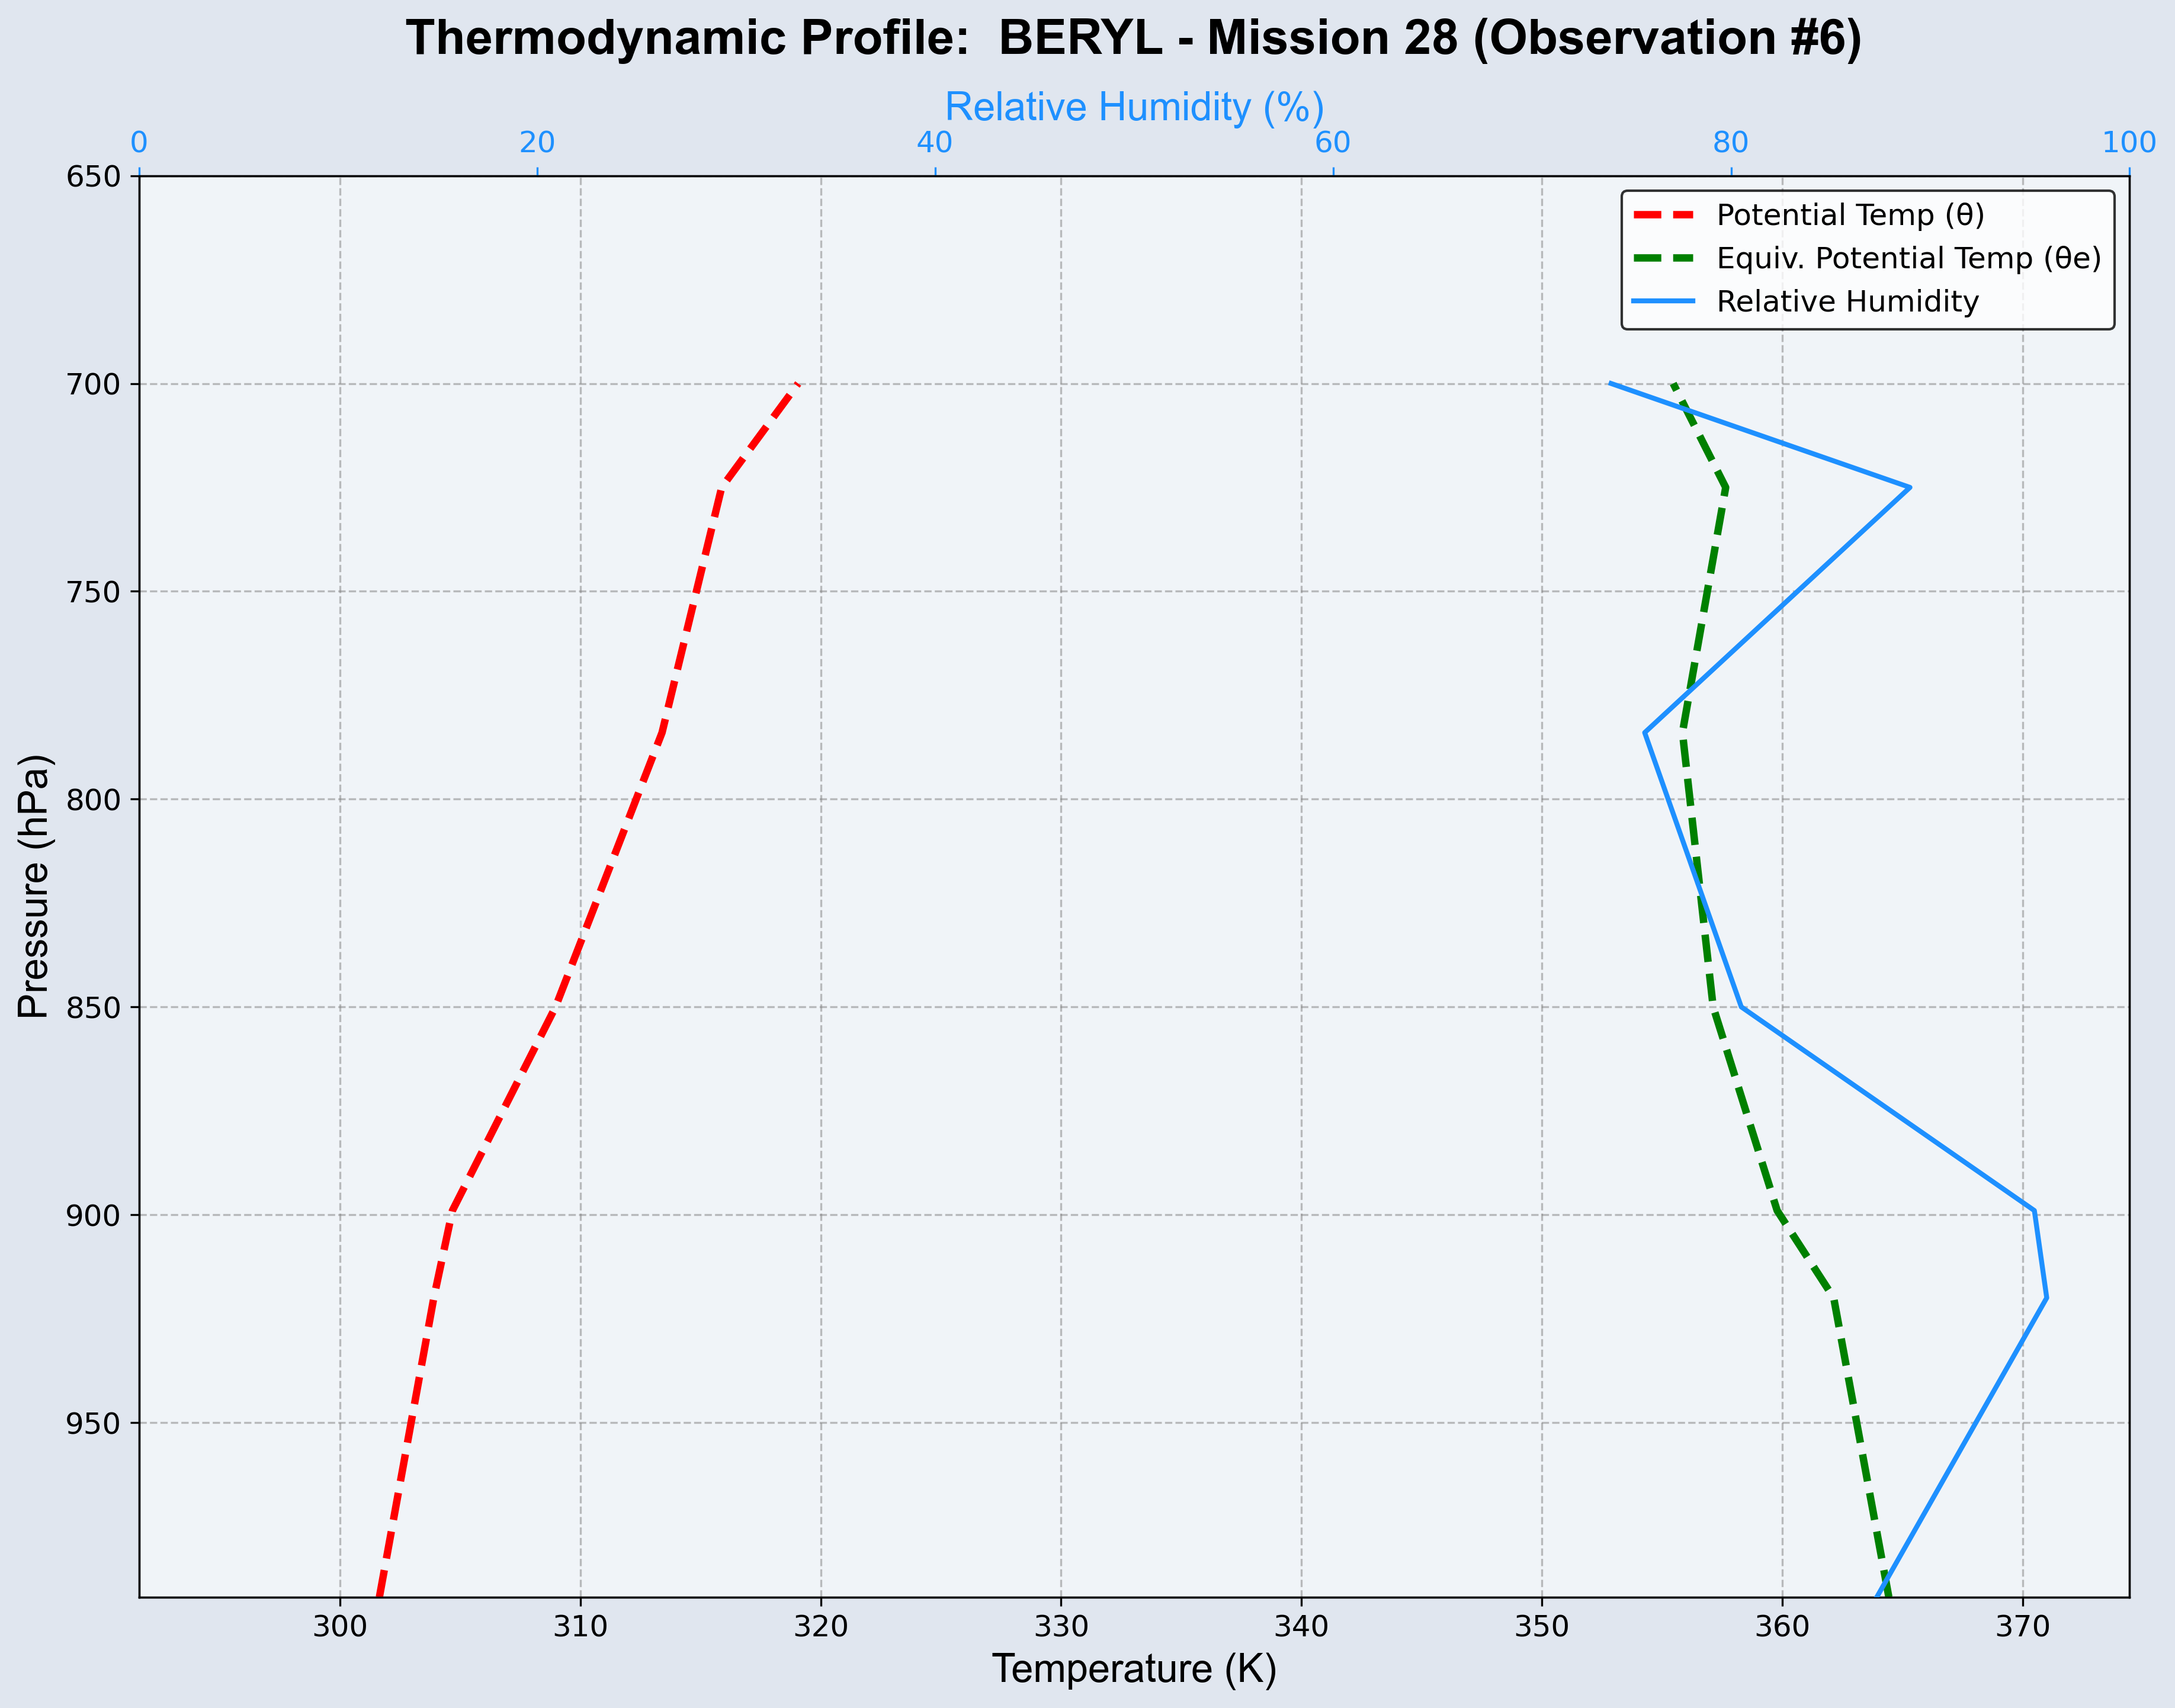 Thermodynamic Profile:  BERYL - Mission 28 (Observation #6)
Relative Humidity (%)
0 20 40 60 80 100
Potential Temp (θ)
Equiv. Potential Temp (θe)
Relative Humidity
Pressure (hPa)
650
700
750
800
850
900
950
300 310 320 330 340 350 360 370
Temperature (K)